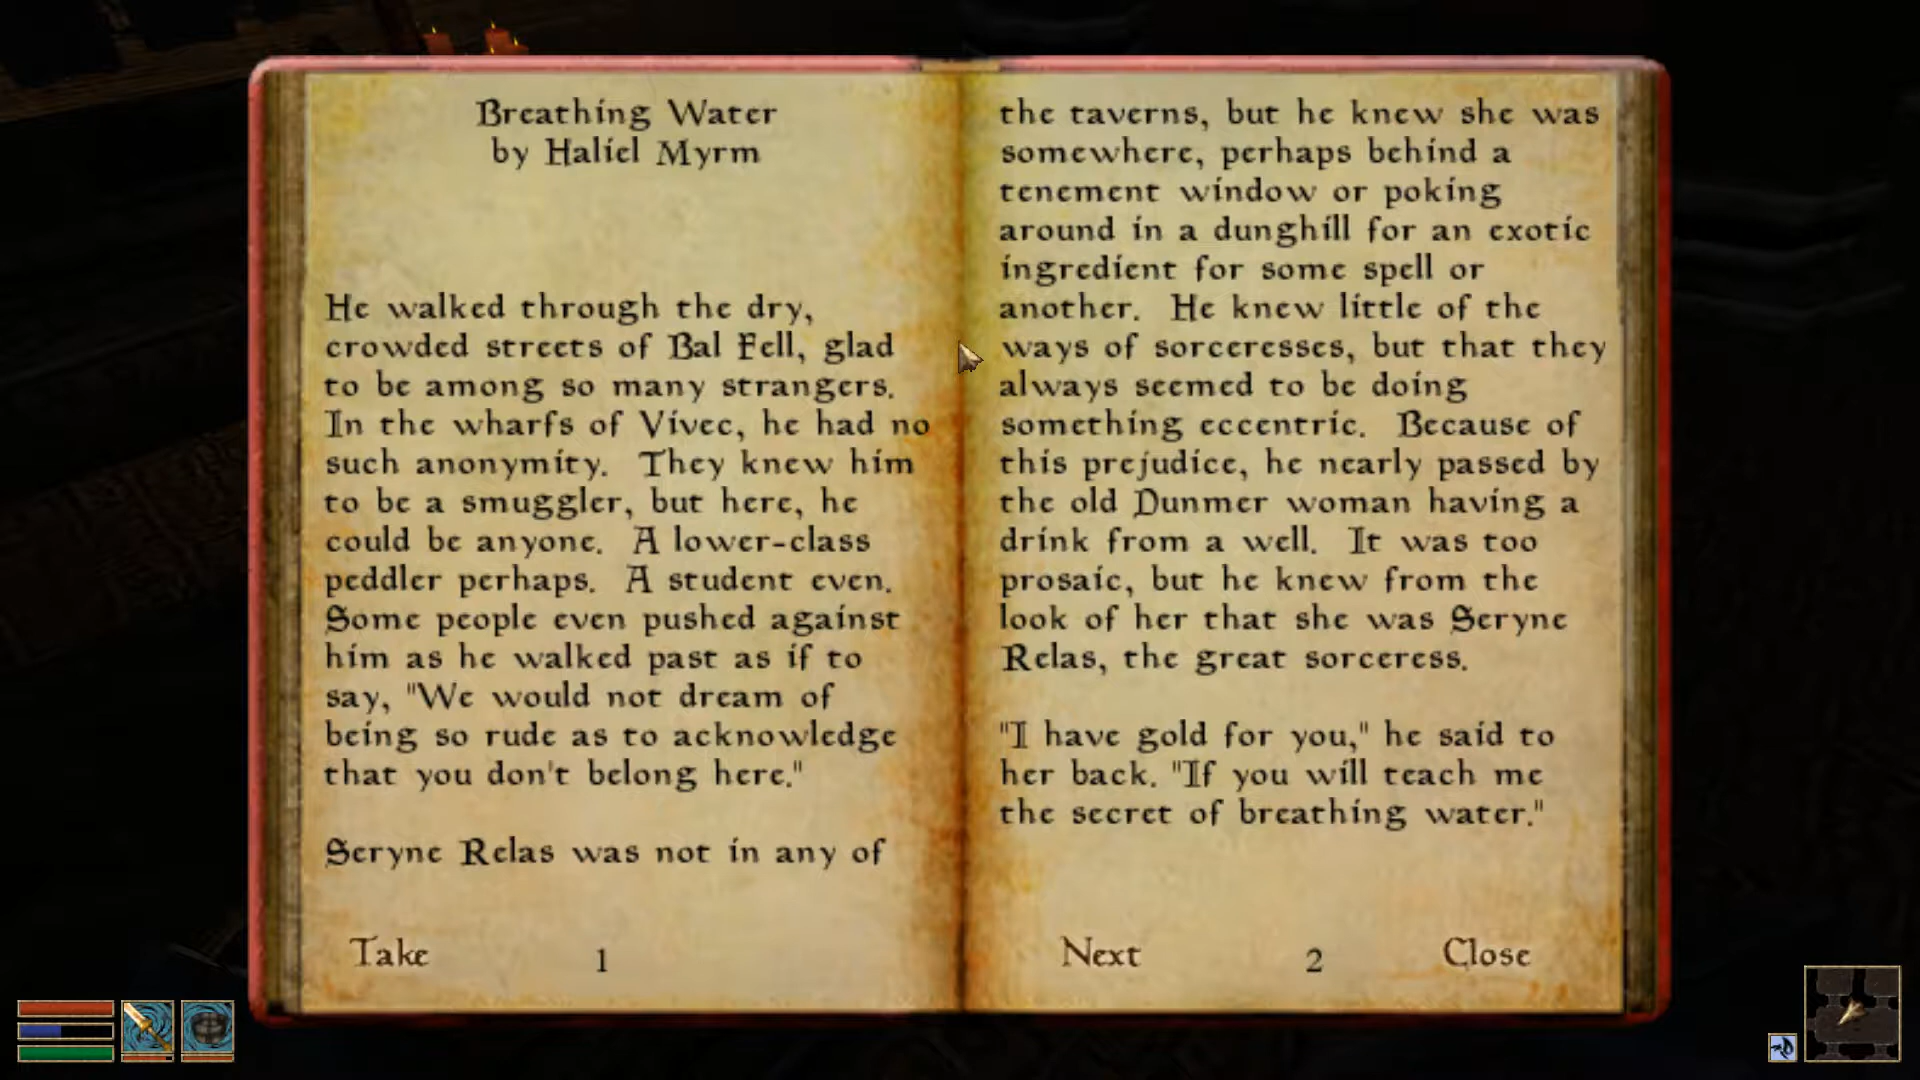 Breathing Water
by Haliel Myrm
He walked through the dry,
crowded streets of Bal Fell, glad
to be among so many strangers.
In the wharfs of Vivec, he had no
such anonymity.  They knew him
to be a smuggler, but here, he
could be anyone.  A lower-class
peddler perhaps.  A student even.
Some people even pushed against
him as he walked past as if to
say, "We would not dream of
being so rude as to acknowledge
that you don't belong here."
Seryne Relas was not in any of
the taverns, but he knew she was
somewhere, perhaps behind a
tenement window or poking
around in a dunghill for an exotic
ingredient for some spell or
another.  He knew little of the
ways of sorceresses, but that they
always seemed to be doing
something eccentric.  Because of
this prejudice, he nearly passed by
the old Dunmer woman having a
drink from a well.  It was too
prosaic, but he knew from the
look of her that she was Seryne
Relas, the great sorceress.
"I have gold for you," he said to
her back. "If you will teach me
the secret of breathing water."
Take
1
Next
2
Close